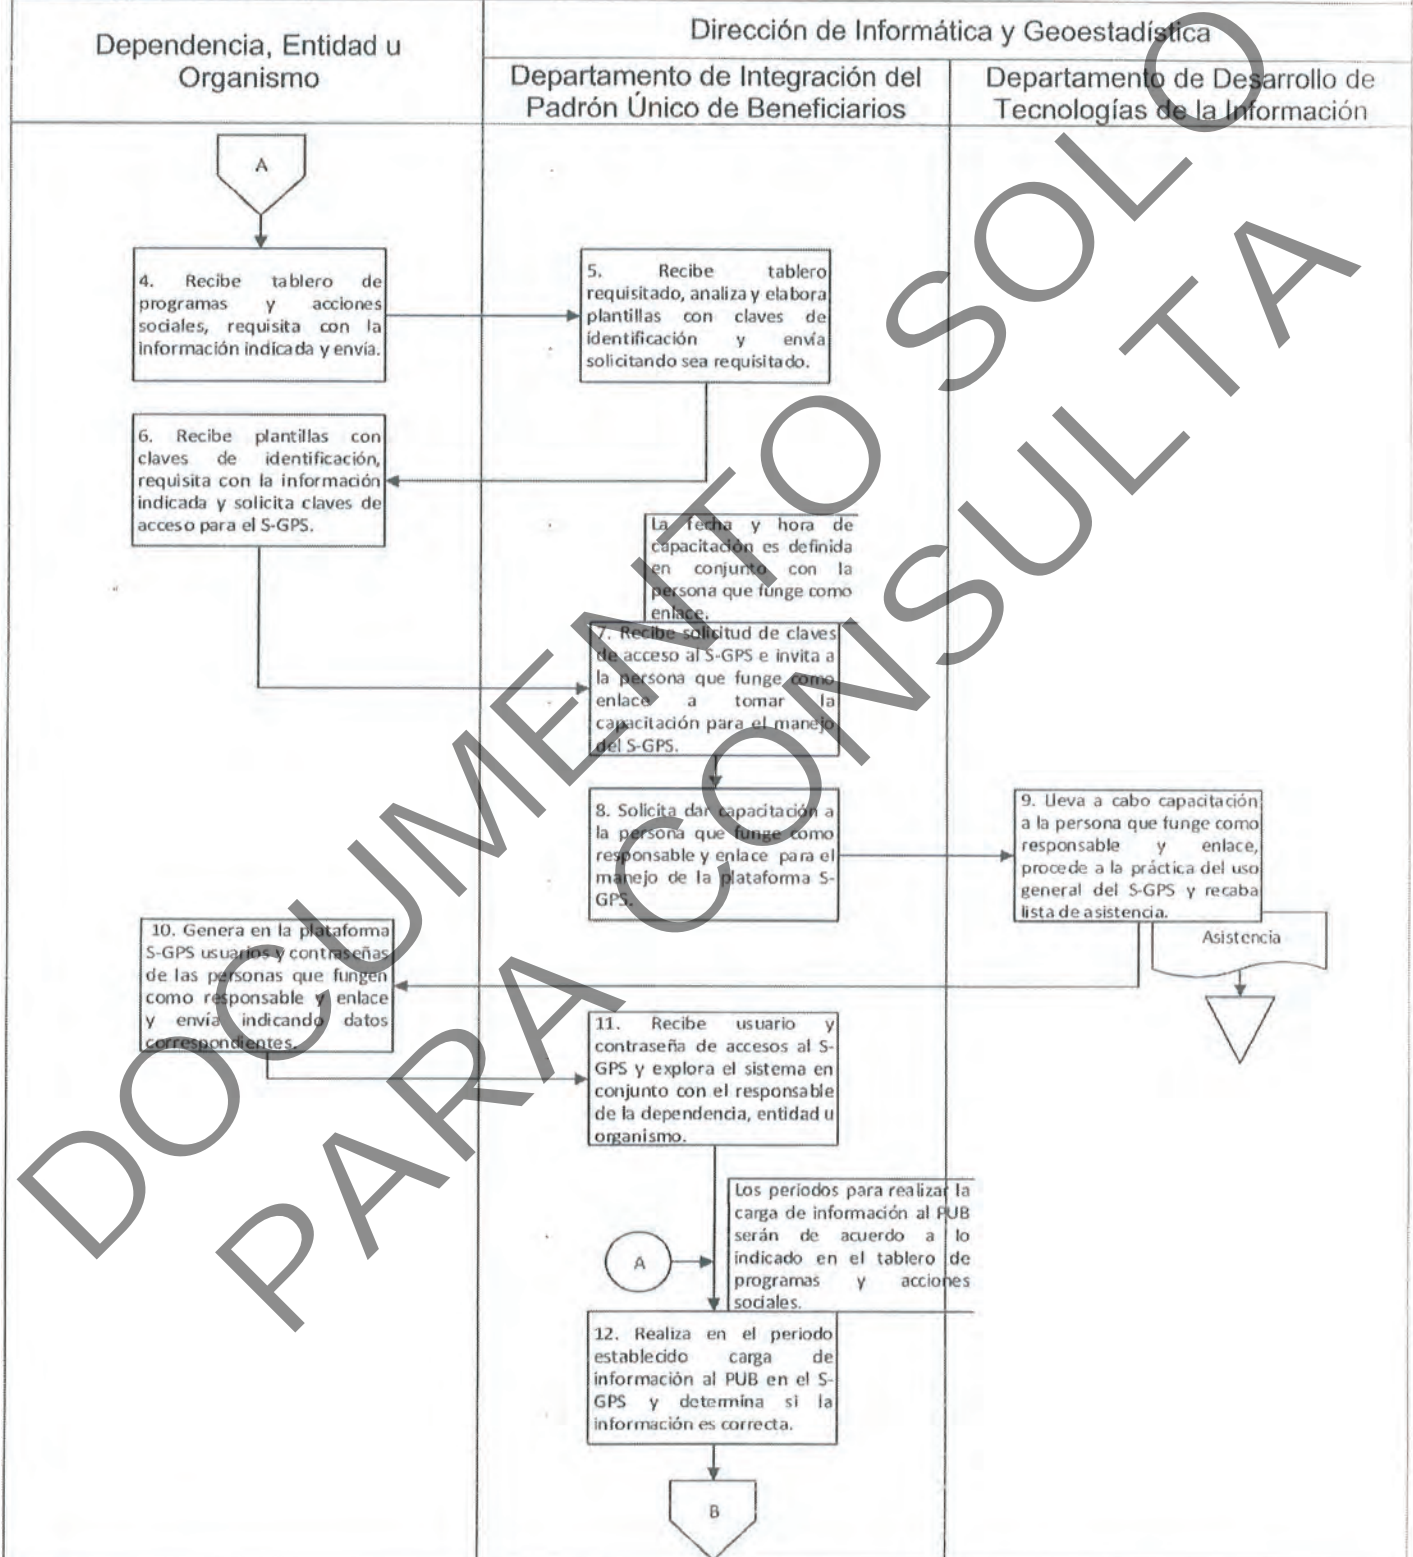 Dependencia, Entidad u
Organismo
Dirección de Informática y Geoestadística
Departamento de Integración del
Padrón Único de Beneficiarios
Departamento de Desarrollo de
Tecnologías de la Información
A
4. Recibe tablero de
programas y acciones
sociales, requisita con la
información indicada y envía.
5. Recibe tablero
requisitado, analiza y elabora
plantillas con claves de
identificación y envía
solicitando sea requisitado.
6. Recibe plantillas con
claves de identificación,
requisita con la información
indicada y solicita claves de
acceso para el S-GPS.
La fecha y hora de
capacitación es definida
en conjunto con la
persona que funge como
enlace.
7. Recibe solicitud de claves
de acceso al S-GPS e invita a
la persona que funge como
enlace a tomar la
capacitación para el manejo
del S-GPS.
8. Solicita dar capacitación a
la persona que funge como
responsable y enlace para el
manejo de la plataforma S-
GPS.
9. Lleva a cabo capacitación
a la persona que funge como
responsable y enlace,
procede a la práctica del uso
general del S-GPS y recaba
lista de asistencia.
Asistencia
10. Genera en la plataforma
S-GPS usuarios y contraseñas
de las personas que fungen
como responsable y enlace
y envía indicando datos
correspondientes.
11. Recibe usuario y
contraseña de accesos al S-
GPS y explora el sistema en
conjunto con el responsable
de la dependencia, entidad u
organismo.
Los periodos para realizar la
carga de información al PUB
serán de acuerdo a lo
indicado en el tablero de
programas y acciones
sociales.
A
12. Realiza en el periodo
establecido carga de
información al PUB en el S-
GPS y determina si la
información es correcta.
B
DOCUMENTO SOLO
PARA CONSULTA